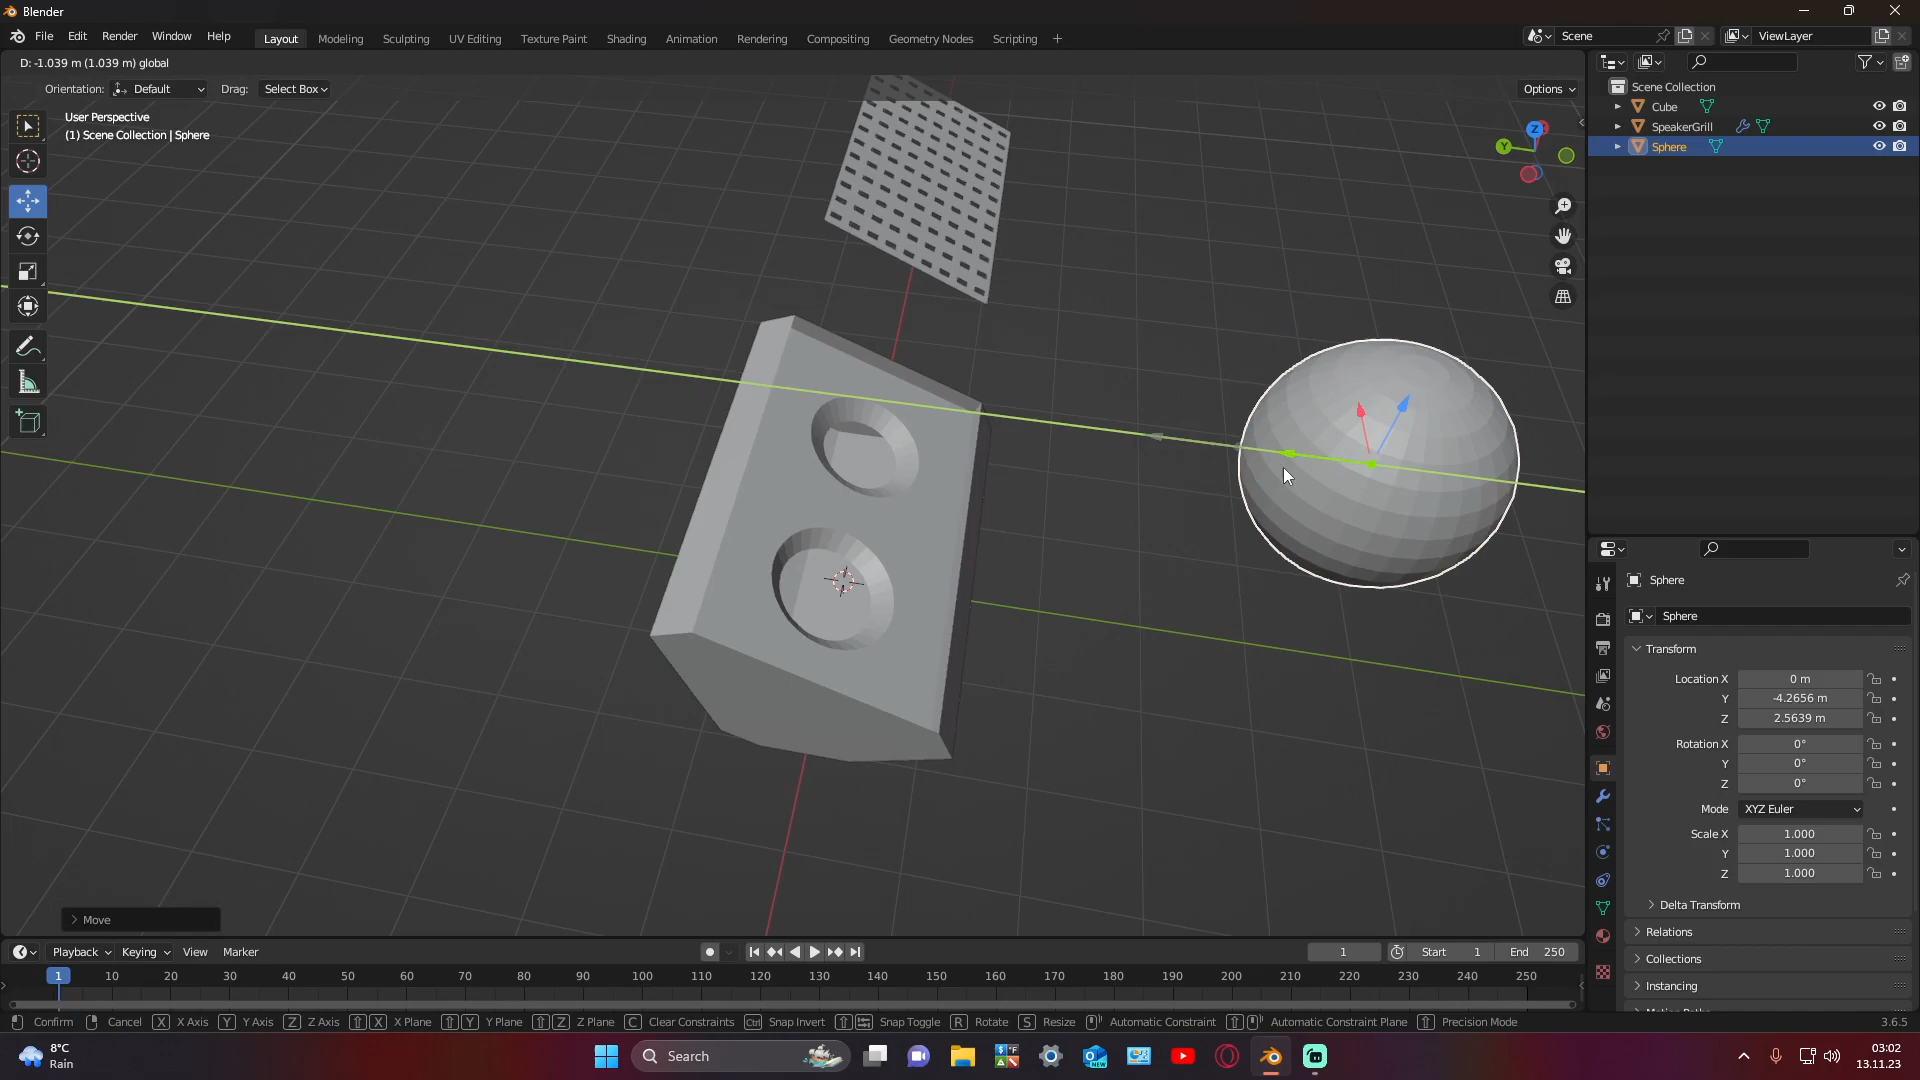 Blender
File Edit Render Window Help Layout Modeling Sculpting UV Editing Texture Paint Shading Animation Rendering Compositing Geometry Nodes Scripting + Scene ViewLayer
D: -1.039 m (1.039 m) global
Orientation: Default Drag: Select Box Options
User Perspective
(1) Scene Collection | Sphere
Z
Y
Scene Collection
Cube
SpeakerGrill
Sphere
Sphere
Sphere
Transform
Location X 0 m
Y -4.2656 m
Z 2.5639 m
Rotation X 0°
Y 0°
Z 0°
Mode XYZ Euler
Scale X 1.000
Y 1.000
Z 1.000
Delta Transform
Relations
Collections
Instancing
Motion Paths
Move
Playback Keying View Marker 1 Start 1 End 250
1 10 20 30 40 50 60 70 80 90 100 110 120 130 140 150 160 170 180 190 200 210 220 230 240 250
Confirm Cancel X X Axis Y Y Axis Z Z Axis X X Plane Y Y Plane Z Z Plane C Clear Constraints Ctrl Snap Invert Snap Toggle R Rotate S Resize Automatic Constraint Automatic Constraint Plane Precision Mode 3.6.5
8°C
Rain
Search
NEW
03:02
13.11.23